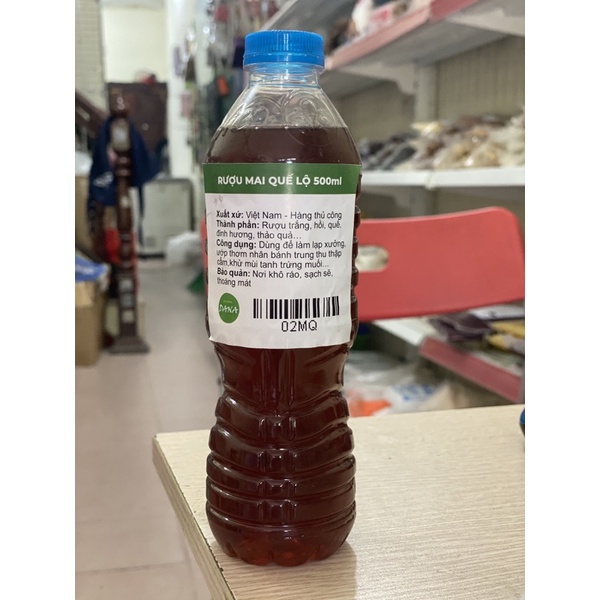 RƯỢU MAI QUẾ LỘ 500ml
Xuất xứ: Việt Nam - Hàng thủ công
Thành phần: Rượu trắng, hồi, quế,
đinh hương, thảo quả…
Công dụng: Dùng để làm lạp xưởng,
ướp thơm nhân bánh trung thu thập
cẩm,khử mùi tanh trứng muối…
Bảo quản: Nơi khô ráo, sạch sẽ,
thoáng mát
DANA
02MQ